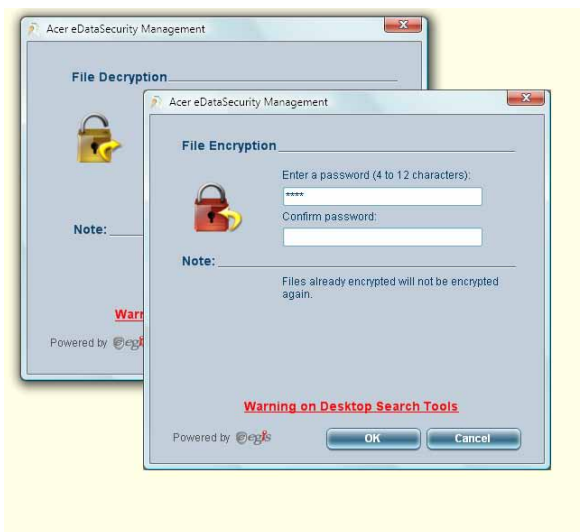 Acer eDataSecurity Management
File Decryption
Note:
Warr
Powered by egi
Acer eDataSecurity Management
File Encryption
Enter a password (4 to 12 characters):
****
Confirm password:
Note:
Files already encrypted will not be encrypted
again.
Warning on Desktop Search Tools
Powered by egis
OK
Cancel